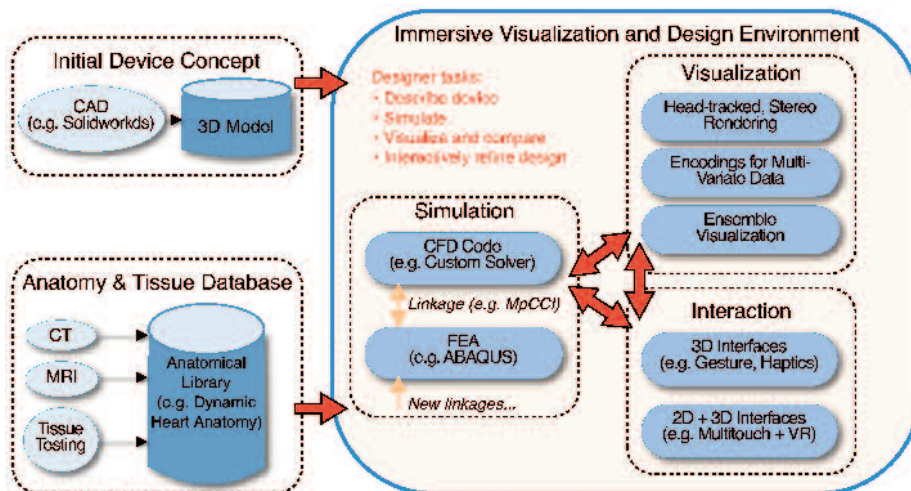 Initial Device Concept
CAD
(e.g. Solidworkds)
3D Model
Anatomy & Tissue Database
CT
MRI
Tissue
Testing
Anatomical
Library
(e.g. Dynamic
Heart Anatomy)
Immersive Visualization and Design Environment
Designer tasks:
• Describe device
• Simulate
• Visualize and compare
• Interactively refine design
Simulation
CFD Code
(e.g. Custom Solver)
Linkage (e.g. MpCCI)
FEA
(e.g. ABAQUS)
New linkages...
Visualization
Head-tracked, Stereo
Rendering
Encodings for Multi-
Variate Data
Ensemble
Visualization
Interaction
3D Interfaces
(e.g. Gesture, Haptics)
2D + 3D Interfaces
(e.g. Multitouch + VR)